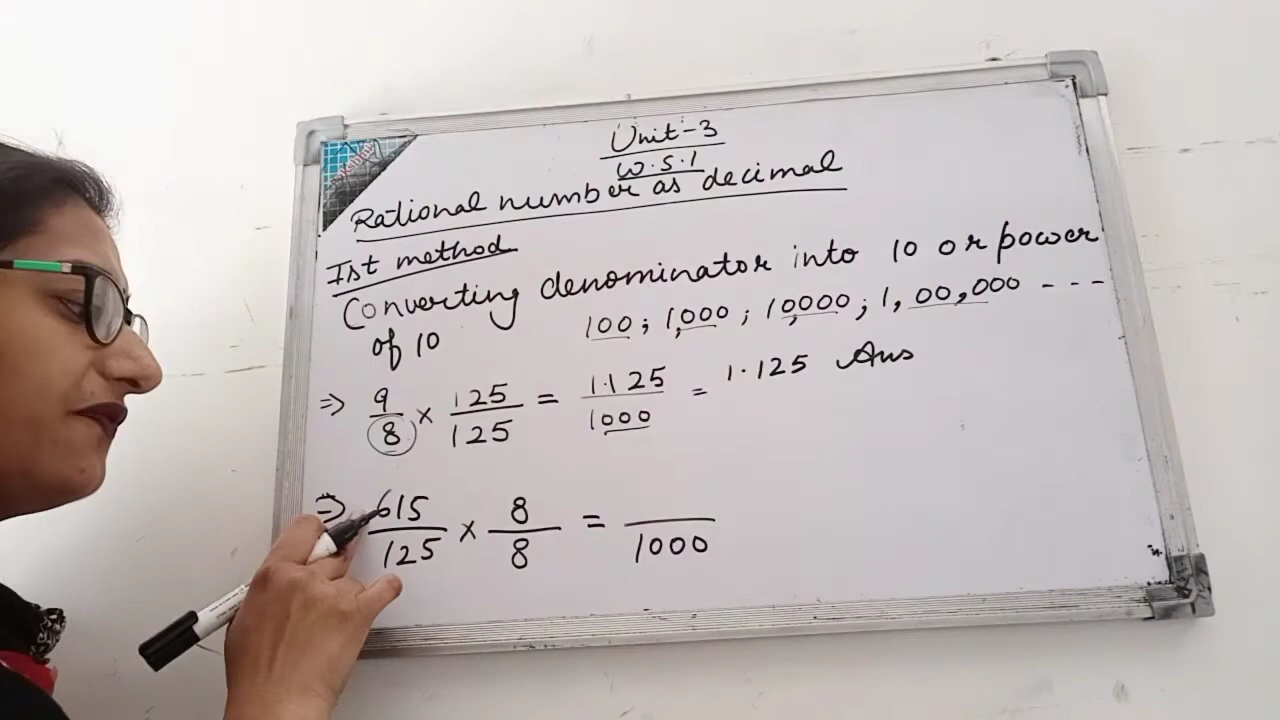 Unit-3
W.S.1
Rational number as decimal
Ist method
Converting denominator into 10 or power
of 10 100; 1,000; 10,000; 1,00,000 ---
⇒ 9/8 × 125/125 = 1.125/1000 = 1.125 Ans
⇒ 615/125 × 8/8 = /1000